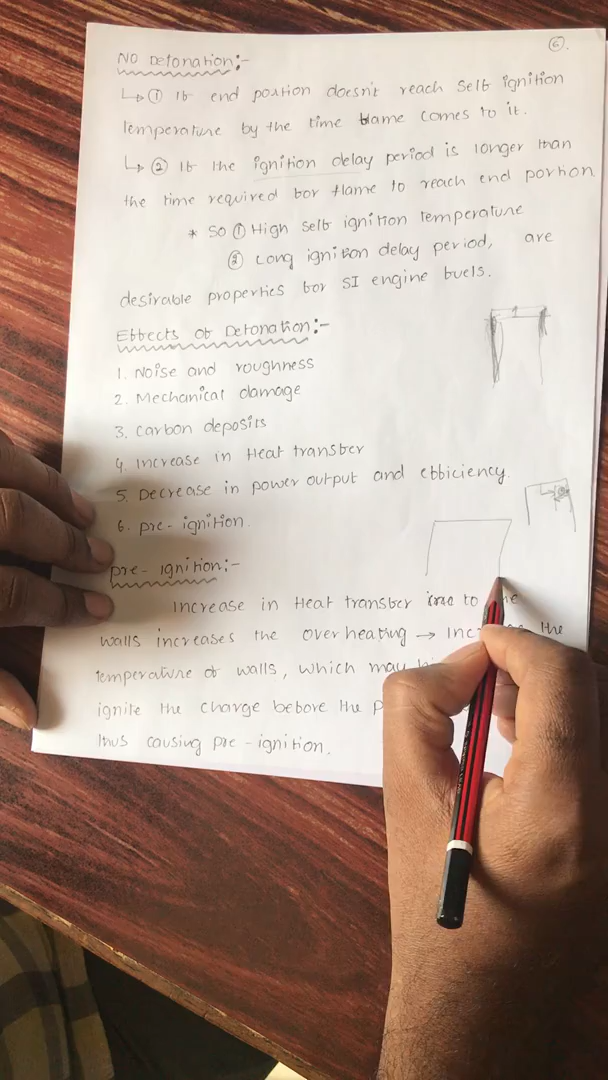 6.
NO Detonation:-
↳ ① If end portion doesn't reach self ignition
temperature by the time flame comes to it.
↳ ② If the ignition delay period is longer than
the time required for flame to reach end portion
* So ① High self ignition temperature
② Long ignition delay period, are
desirable properties for SI engine fuels.
Effects of Detonation:-
1. Noise and roughness
2. Mechanical damage
3. Carbon deposits
4. Increase in Heat transfer
5. Decrease in power output and efficiency.
6. pre-ignition.
Pre-Ignition:-
Increase in Heat transfer to the
walls increases the over heating → the
temperature of walls, which may
ignite the charge before the
thus causing pre-ignition.